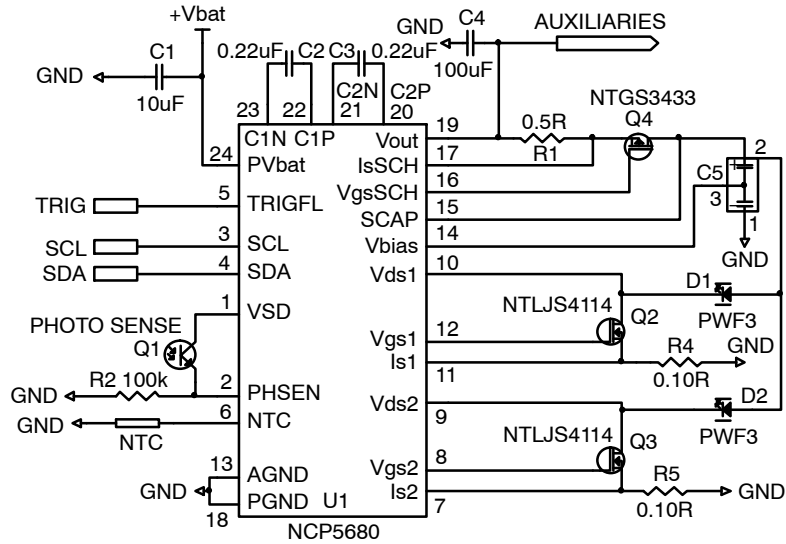 +Vbat
C4
GND
AUXILIARIES
C1
0.22uF C2 C3 0.22uF
GND
100uF
10uF
C2N C2P
23 22 21 20
NTGS3433
Q4
C1N C1P
19
Vout
0.5R
R1
2
24
PVbat
17
IsSCH
C5
5
TRIG
TRIGFL
16
VgsSCH
3
15
SCAP
1
SCL
3
SCL
14
Vbias
GND
SDA
4
SDA
10
Vds1
D1
1
VSD
NTLJS4114
Q2
PWF3
PHOTO SENSE
Q1
12
Vgs1
GND
R4
Is1
11
0.10R
R2 100k
GND
2
PHSEN
D2
Vds2
9
GND
6
NTC
NTC
NTLJS4114
Q3
PWF3
13
AGND
8
Vgs2
R5
GND
PGND
U1
Is2
GND
18
7
0.10R
NCP5680